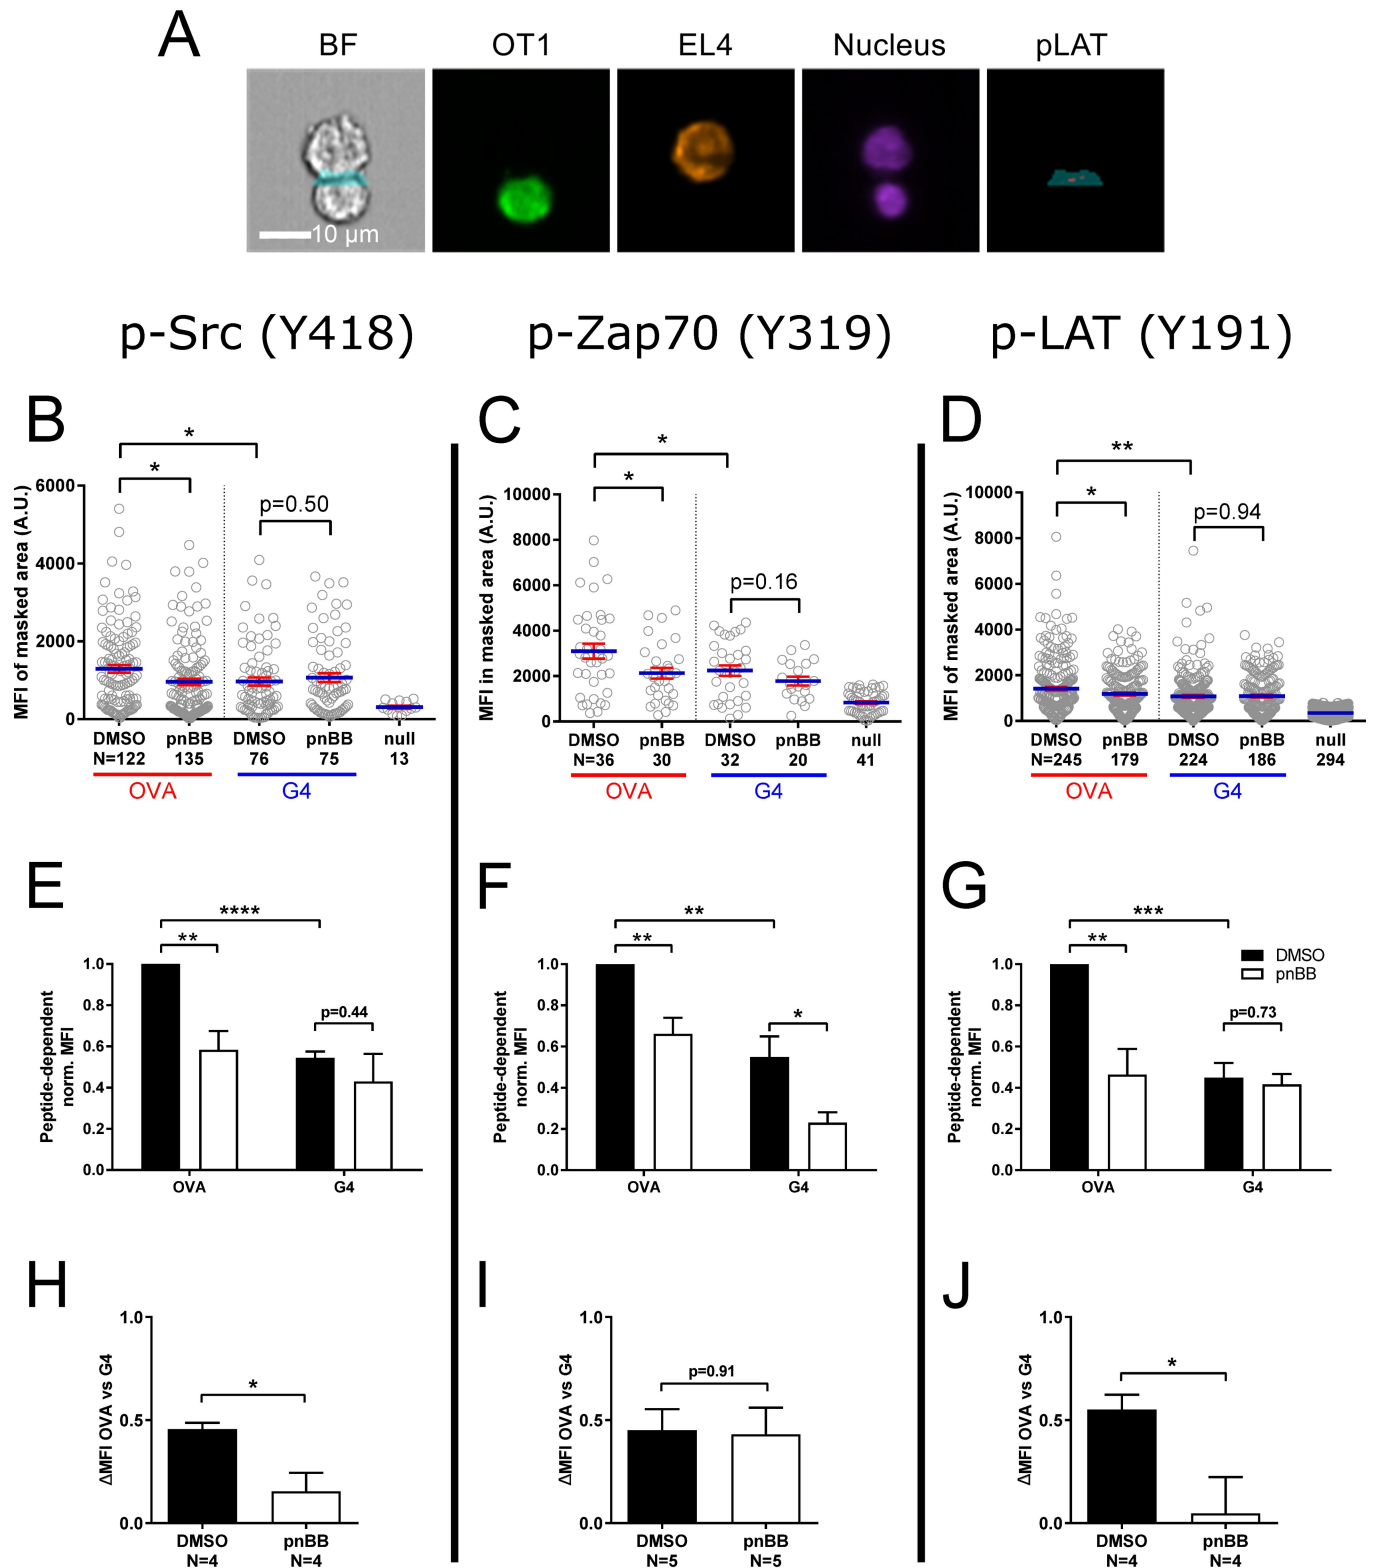 A
BF OT1 EL4 Nucleus pLAT
10 µm
p-Src (Y418) p-Zap70 (Y319) p-LAT (Y191)
B
*
*
p=0.50
MFI of masked area (A.U.)
6000
4000
2000
0
DMSO pnBB DMSO pnBB null
N=122 135 76 75 13
OVA G4
C
*
*
p=0.16
MFI in masked area (A.U.)
10000
8000
6000
4000
2000
0
DMSO pnBB DMSO pnBB null
N=36 30 32 20 41
OVA G4
D
**
*
p=0.94
MFI of masked area (A.U.)
10000
8000
6000
4000
2000
0
DMSO pnBB DMSO pnBB null
N=245 179 224 186 294
OVA G4
E
****
**
p=0.44
Peptide-dependent
norm. MFI
1.0
0.8
0.6
0.4
0.2
0.0
OVA G4
F
**
**
*
Peptide-dependent
norm. MFI
1.0
0.8
0.6
0.4
0.2
0.0
OVA G4
G
***
**
p=0.73
DMSO
pnBB
Peptide-dependent
norm. MFI
1.0
0.8
0.6
0.4
0.2
0.0
OVA G4
H
*
ΔMFI OVA vs G4
1.0
0.5
0.0
DMSO pnBB
N=4 N=4
I
p=0.91
ΔMFI OVA vs G4
1.0
0.5
0.0
DMSO pnBB
N=5 N=5
J
*
ΔMFI OVA vs G4
1.0
0.5
0.0
DMSO pnBB
N=4 N=4